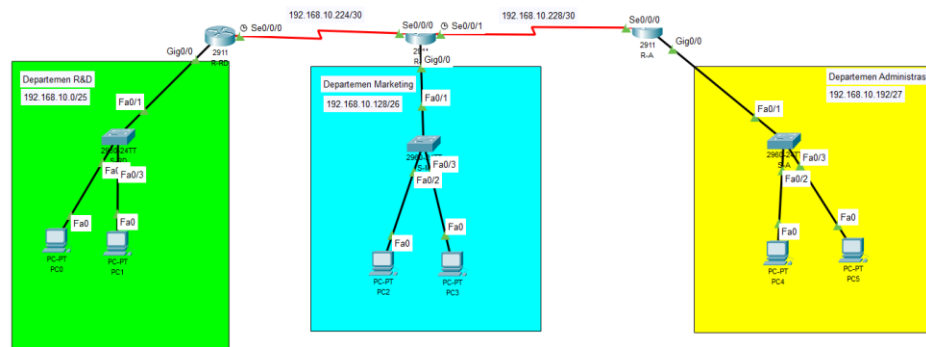 192.168.10.224/30
192.168.10.228/30
Se0/0/0
Se0/0/0
Se0/0/1
Se0/0/0
2911
R-RD
Gig0/0
Gig0/0
2911
R-A
Gig0/0
Departemen R&D
192.168.10.0/25
Fa0/1
Fa0/3
Fa0
Fa0
PC-PT
PC0
PC-PT
PC1
Departemen Marketing
192.168.10.128/26
Fa0/1
Fa0/3
Fa0/2
Fa0
Fa0
PC-PT
PC2
PC-PT
PC3
Departemen Administras
192.168.10.192/27
Fa0/1
2960-24TT
S-A
Fa0/3
Fa0/2
Fa0
Fa0
PC-PT
PC4
PC-PT
PC5